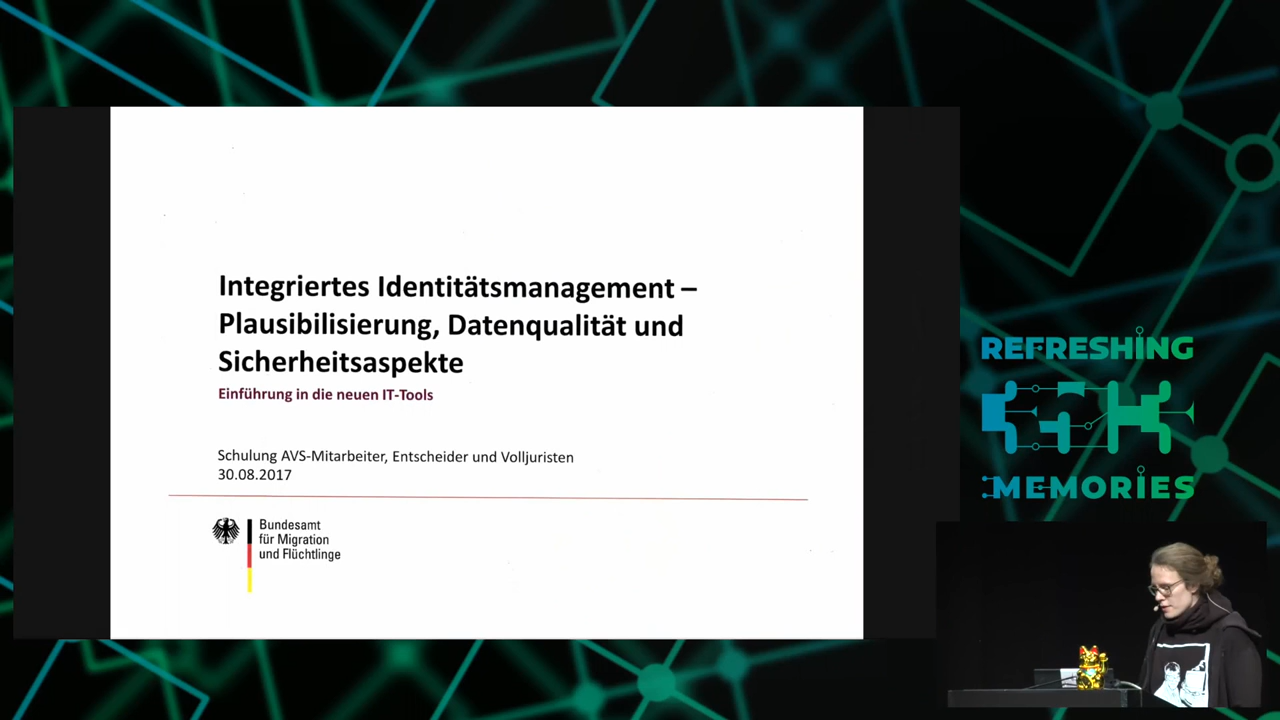 Integriertes Identitätsmanagement –
Plausibilisierung, Datenqualität und
Sicherheitsaspekte
Einführung in die neuen IT-Tools
Schulung AVS-Mitarbeiter, Entscheider und Volljuristen
30.08.2017
Bundesamt
für Migration
und Flüchtlinge
REFRESHING
MEMORIES